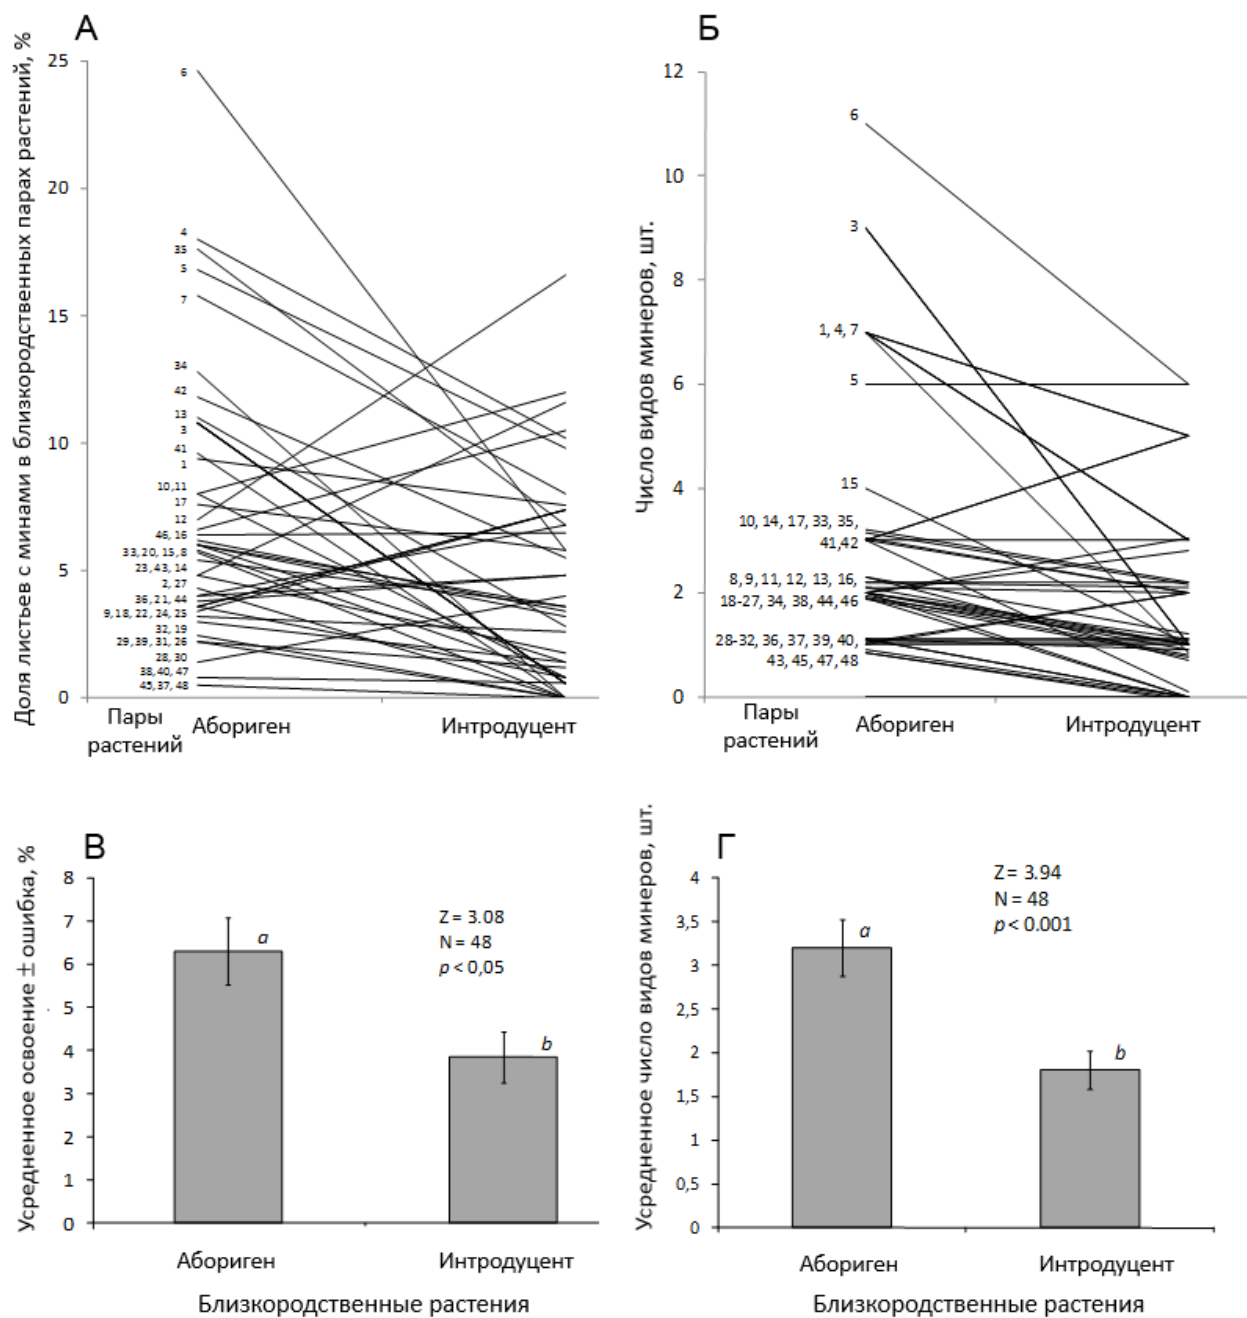 А
Доля листьев с минами в близкородственных парах растений, %
25
20
15
10
5
0
6
4
35
5
7
34
42
13
3
41
1
10,11
17
12
46, 16
33,20, 15,8
23,43, 14
2, 27
36, 21, 44
9,18, 22, 24, 25
32, 19
29, 39, 31, 26
28, 30
38, 40, 47
45, 37, 48
Пары
растений
Абориген
Интродуцент
Б
Число видов минеров, шт.
12
10
8
6
4
2
0
6
3
1, 4, 7
5
15
10, 14, 17, 33, 35,
41,42
8,9, 11, 12, 13, 16,
18-27, 34, 38, 44, 46
28-32, 36, 37, 39, 40,
43, 45, 47, 48
Пары
растений
Абориген
Интродуцент
В
Усредненное освоение ± ошибка, %
8
7
6
5
4
3
2
1
0
a
b
Z = 3.08
N = 48
p < 0,05
Абориген
Интродуцент
Близкородственные растения
Г
Усредненное число видов минеров, шт.
4
3,5
3
2,5
2
1,5
1
0,5
0
a
b
Z = 3.94
N = 48
p < 0.001
Абориген
Интродуцент
Близкородственные растения